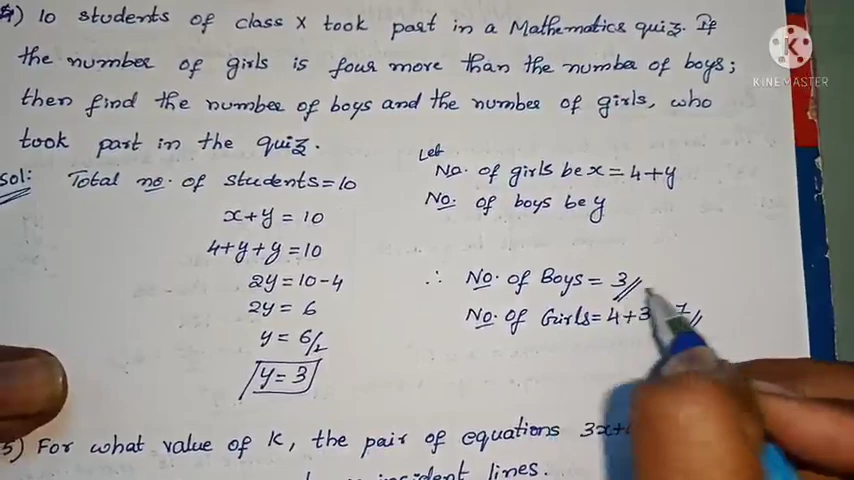 4) 10 students of class X took part in a Mathematics quiz. If
the number of girls is four more than the number of boys;
then find the number of boys and the number of girls, who
took part in the quiz.
Sol: Total no. of students = 10
x+y = 10
4+y+y = 10
2y = 10-4
2y = 6
y = 6/2
y = 3
Let
No. of girls be x = 4+y
No. of boys be y
∴ No. of Boys = 3//
No. of Girls = 4+3 7//
5) For what value of K, the pair of equations 3x+
lines.
K
KINEMASTER